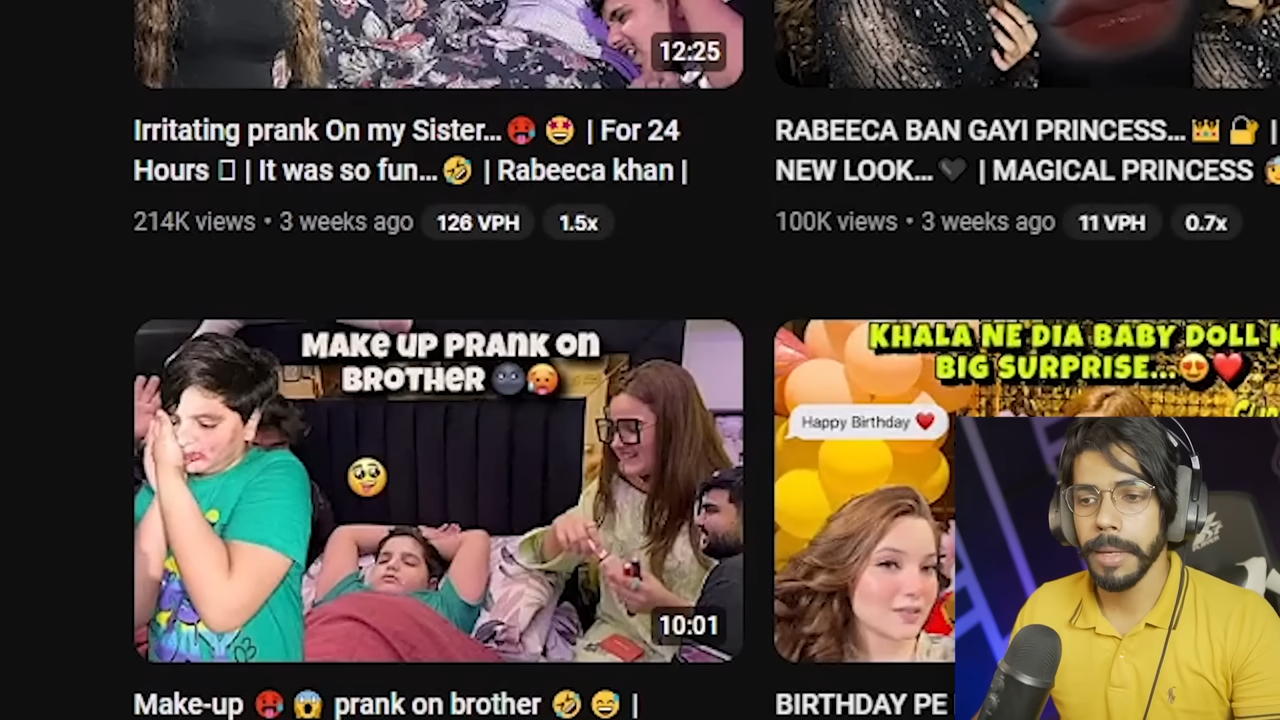 12:25
Irritating prank On my Sister... 🥵 🤩 | For 24
Hours | It was so fun... 🤣 | Rabeeca khan |
214K views • 3 weeks ago 126 VPH 1.5x
RABEECA BAN GAYI PRINCESS... 👑 🔐 |
NEW LOOK... 🖤 | MAGICAL PRINCESS
100K views • 3 weeks ago 11 VPH 0.7x
MAKE UP PRANK ON
BROTHER 🌚🥵
10:01
Make-up 🥵 😱 prank on brother 🤣 😅 |
KHALA NE DIA BABY DOLL K
BIG SURPRISE...😍❤️
Happy Birthday ❤️
BIRTHDAY PE